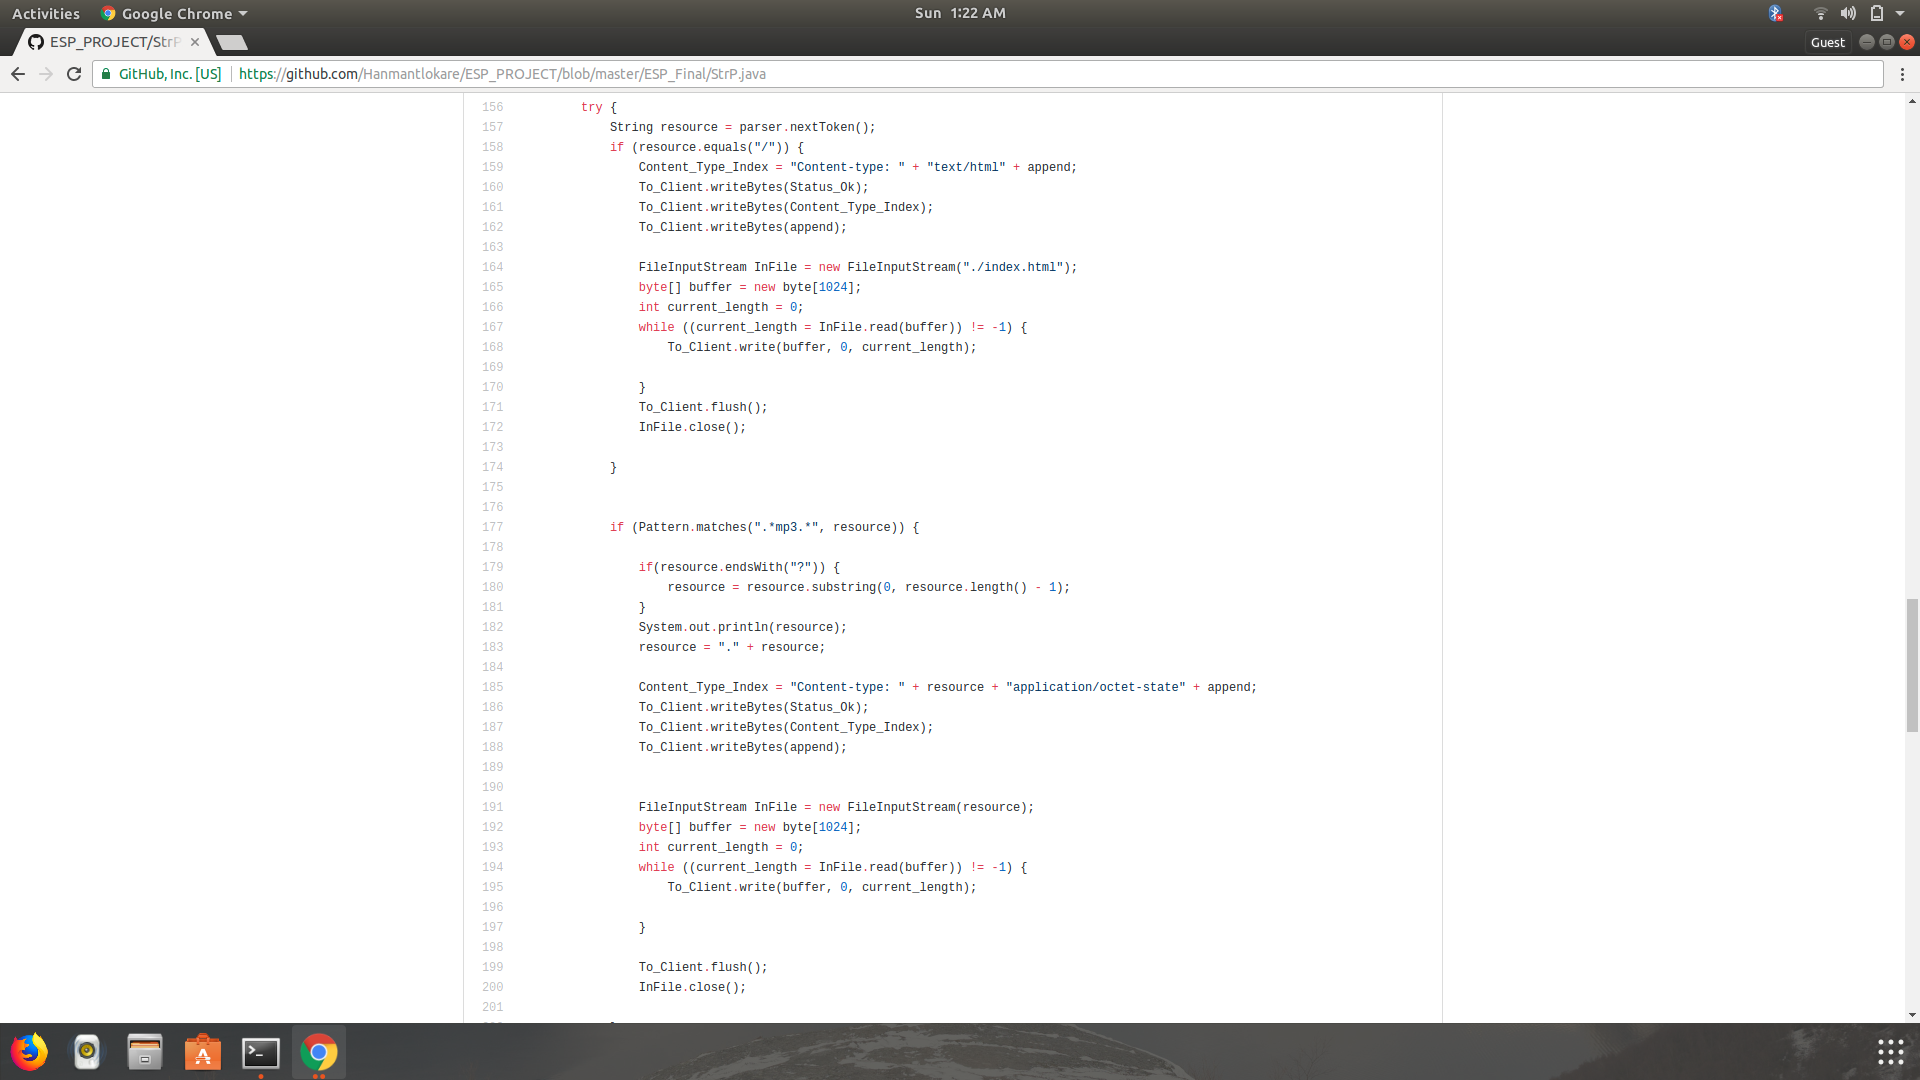 Activities Google Chrome Sun 1:22 AM
ESP_PROJECT/StrP Guest
GitHub, Inc. [US] https://github.com/Hanmantlokare/ESP_PROJECT/blob/master/ESP_Final/StrP.java
156 try {
157 String resource = parser.nextToken();
158 if (resource.equals("/")) {
159 Content_Type_Index = "Content-type: " + "text/html" + append;
160 To_Client.writeBytes(Status_Ok);
161 To_Client.writeBytes(Content_Type_Index);
162 To_Client.writeBytes(append);
163
164 FileInputStream InFile = new FileInputStream("./index.html");
165 byte[] buffer = new byte[1024];
166 int current_length = 0;
167 while ((current_length = InFile.read(buffer)) != -1) {
168 To_Client.write(buffer, 0, current_length);
169
170 }
171 To_Client.flush();
172 InFile.close();
173
174 }
175
176
177 if (Pattern.matches(".*mp3.*", resource)) {
178
179 if(resource.endsWith("?")) {
180 resource = resource.substring(0, resource.length() - 1);
181 }
182 System.out.println(resource);
183 resource = "." + resource;
184
185 Content_Type_Index = "Content-type: " + resource + "application/octet-state" + append;
186 To_Client.writeBytes(Status_Ok);
187 To_Client.writeBytes(Content_Type_Index);
188 To_Client.writeBytes(append);
189
190
191 FileInputStream InFile = new FileInputStream(resource);
192 byte[] buffer = new byte[1024];
193 int current_length = 0;
194 while ((current_length = InFile.read(buffer)) != -1) {
195 To_Client.write(buffer, 0, current_length);
196
197 }
198
199 To_Client.flush();
200 InFile.close();
201